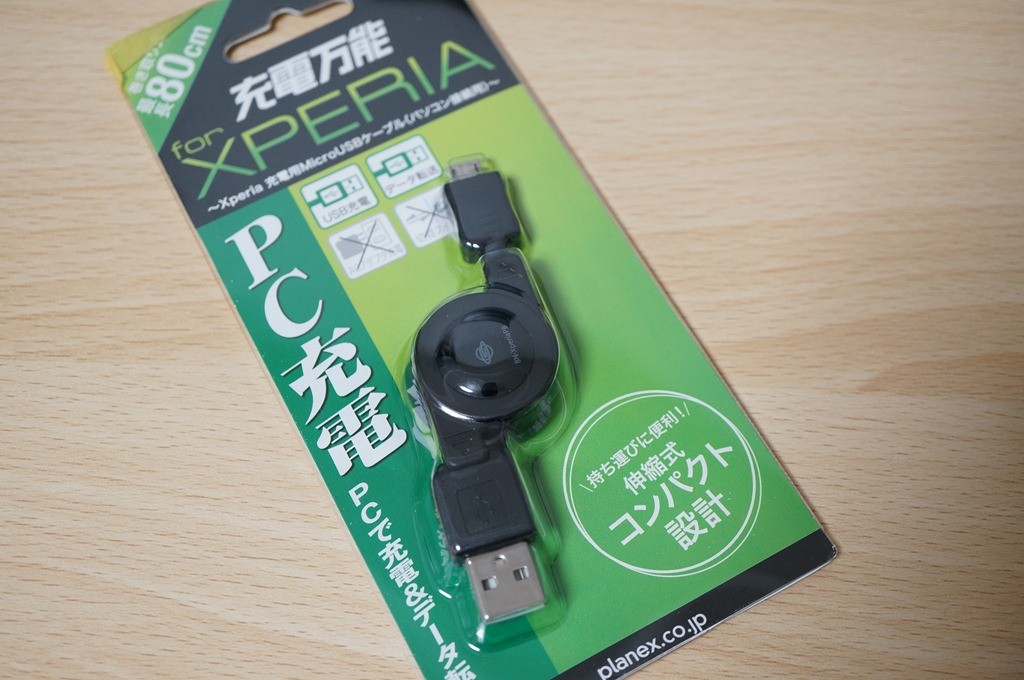 最長80cm
充電万能
for
XPERIA
～Xperia 充電用MicroUSBケーブル(パソコン接続用)～
USB充電
データ転送
PC充電
PCで充電&データ転
持ち運びに便利!
伸縮式
コンパクト
設計
planex.co.jp